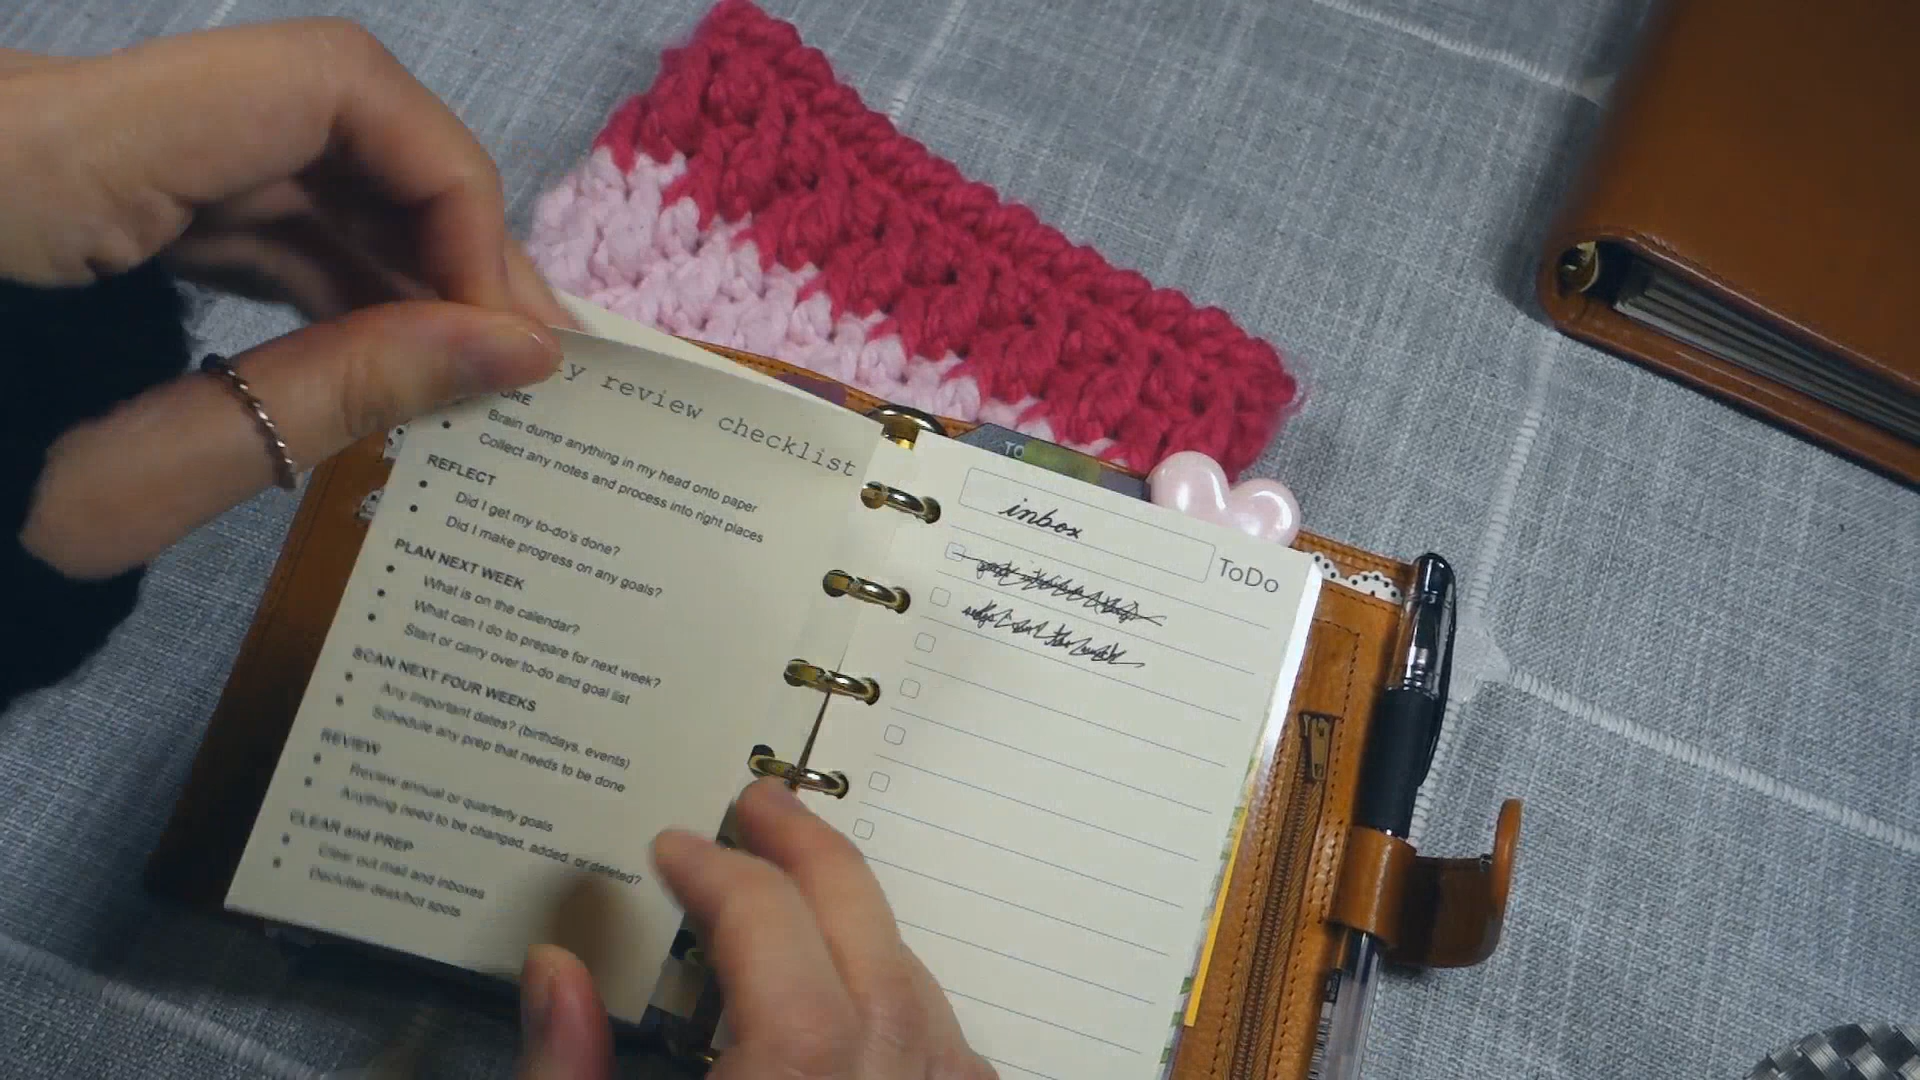 y review checklist
URE
Brain dump anything in my head onto paper
Collect any notes and process into right places
REFLECT
Did I get my to-do's done?
Did I make progress on any goals?
PLAN NEXT WEEK
What is on the calendar?
What can I do to prepare for next week?
Start or carry over to-do and goal list
SCAN NEXT FOUR WEEKS
Any important dates? (birthdays, events)
Schedule any prep that needs to be done
REVIEW
Review annual or quarterly goals
Anything need to be changed, added, or deleted?
CLEAR and PREP
Clear out mail and inboxes
Declutter desk/hot spots
TO
inbox
ToDo